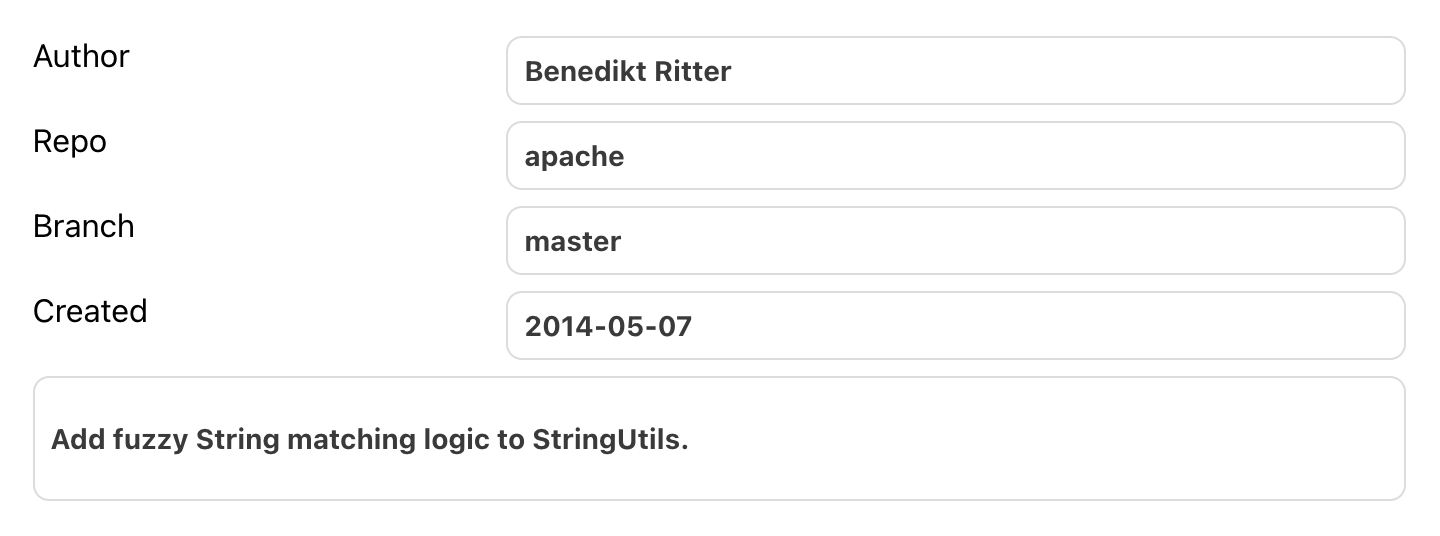 Author
Benedikt Ritter
Repo
apache
Branch
master
Created
2014-05-07
Add fuzzy String matching logic to StringUtils.